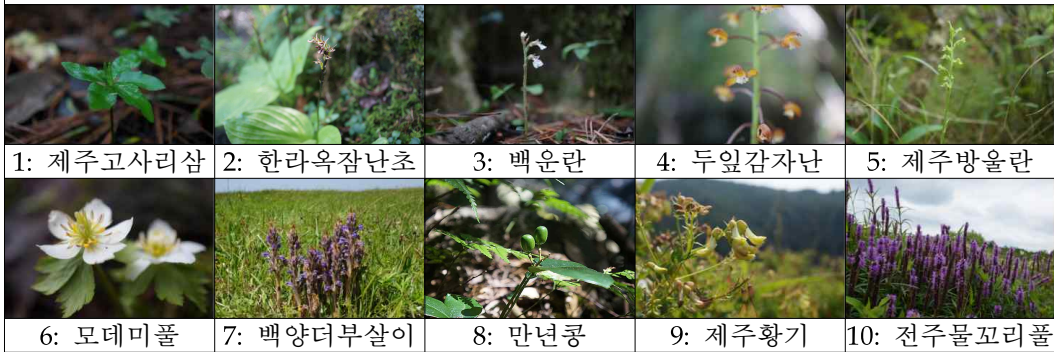 1: 제주고사리삼
2: 한라옥잠난초
3: 백운란
4: 두잎감자난
5: 제주방울란
6: 모데미풀
7: 백양더부살이
8: 만년콩
9: 제주황기
10: 전주물꼬리풀